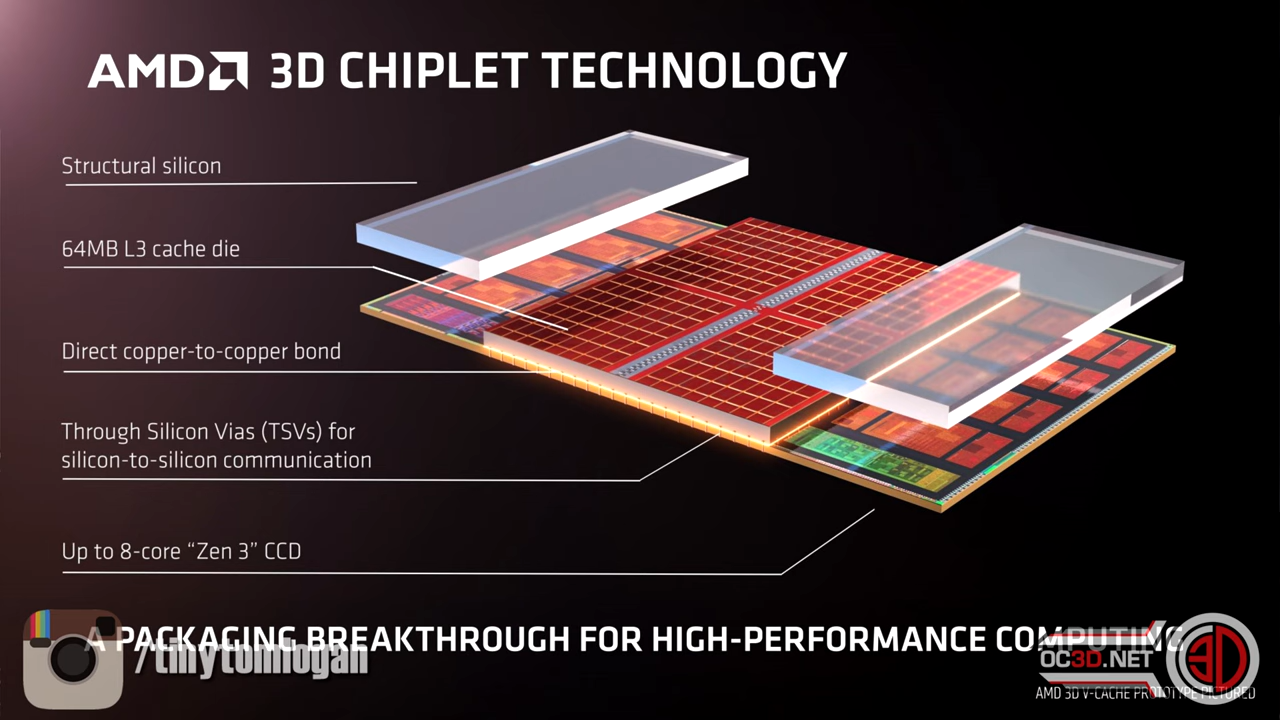 AMD 3D CHIPLET TECHNOLOGY
Structural silicon
64MB L3 cache die
Direct copper-to-copper bond
Through Silicon Vias (TSVs) for
silicon-to-silicon communication
Up to 8-core “Zen 3” CCD
A PACKAGING BREAKTHROUGH FOR HIGH-PERFORMANCE COMPUTING
/tinytomlogan
OC3D.NET
3D
AMD 3D V-CACHE PROTOTYPE PICTURED